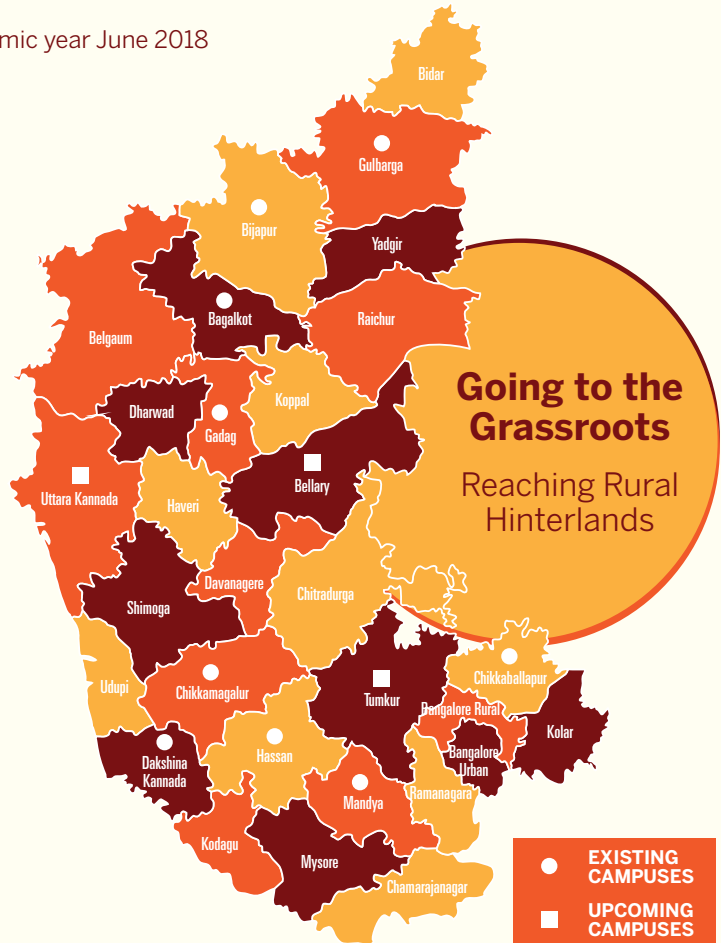 mic year June 2018
Bidar
Gulbarga
Bijapur
Yadgir
Bagalkot
Raichur
Belgaum
Going to the
Grassroots
Reaching Rural
Hinterlands
Koppal
Dharwad
Gadag
Bellary
Uttara Kannada
Haveri
Davanagere
Chitradurga
Shimoga
Chikkaballapur
Udupi
Chikkamagalur
Tumkur
Bangalore Rural
Kolar
Dakshina
Kannada
Hassan
Bangalore
Urban
Mandya
Ramanagara
Kodagu
Mysore
Chamarajanagar
EXISTING
CAMPUSES
UPCOMING
CAMPUSES